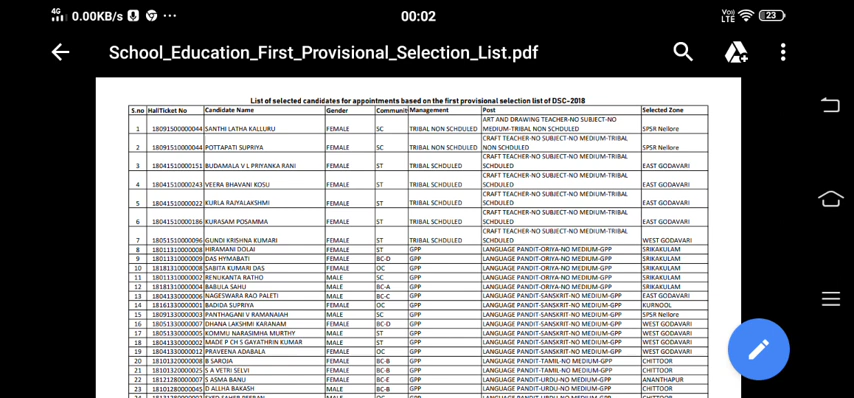 4G 0.00KB/s 00:02 VoLTE 23
School_Education_First_Provisional_Selection_List.pdf
List of selected candidates for appointments based on the first provisional selection list of DSC-2018
S.no HallTicket No Candidate Name Gender Communit Management Post Selected Zone
1 18091500000044 SANTHI LATHA KALLURU FEMALE SC TRIBAL NON SCHDULED ART AND DRAWING TEACHER-NO SUBJECT-NO MEDIUM-TRIBAL NON SCHDULED SPSR Nellore
2 18091510000044 POTTAPATI SUPRIYA FEMALE SC TRIBAL NON SCHDULED CRAFT TEACHER-NO SUBJECT-NO MEDIUM-TRIBAL NON SCHDULED SPSR Nellore
3 18041510000151 BUDAMALA V L PRIYANKA RANI FEMALE ST TRIBAL SCHDULED CRAFT TEACHER-NO SUBJECT-NO MEDIUM-TRIBAL SCHDULED EAST GODAVARI
4 18041510000243 VEERA BHAVANI KOSU FEMALE ST TRIBAL SCHDULED CRAFT TEACHER-NO SUBJECT-NO MEDIUM-TRIBAL SCHDULED EAST GODAVARI
5 18041510000022 KURLA RAJYALAKSHMI FEMALE ST TRIBAL SCHDULED CRAFT TEACHER-NO SUBJECT-NO MEDIUM-TRIBAL SCHDULED EAST GODAVARI
6 18041510000186 KURASAM POSAMMA FEMALE ST TRIBAL SCHDULED CRAFT TEACHER-NO SUBJECT-NO MEDIUM-TRIBAL SCHDULED EAST GODAVARI
7 18051510000096 GUNDI KRISHNA KUMARI FEMALE ST TRIBAL SCHDULED CRAFT TEACHER-NO SUBJECT-NO MEDIUM-TRIBAL SCHDULED WEST GODAVARI
8 18011310000008 HIRAMANI DOLAI FEMALE ST GPP LANGUAGE PANDIT-ORIYA-NO MEDIUM-GPP SRIKAKULAM
9 18011310000009 DAS HYMABATI FEMALE BC-D GPP LANGUAGE PANDIT-ORIYA-NO MEDIUM-GPP SRIKAKULAM
10 18181310000008 SABITA KUMARI DAS FEMALE OC GPP LANGUAGE PANDIT-ORIYA-NO MEDIUM-GPP SRIKAKULAM
11 18011310000002 RENUKANTA RATHO MALE SC GPP LANGUAGE PANDIT-ORIYA-NO MEDIUM-GPP SRIKAKULAM
12 18181310000004 BABULA SAHU MALE BC-A GPP LANGUAGE PANDIT-ORIYA-NO MEDIUM-GPP SRIKAKULAM
13 18041330000006 NAGESWARA RAO PALETI MALE BC-C GPP LANGUAGE PANDIT-SANSKRIT-NO MEDIUM-GPP EAST GODAVARI
14 18161330000001 BADIDA SUPRIYA FEMALE OC GPP LANGUAGE PANDIT-SANSKRIT-NO MEDIUM-GPP KURNOOL
15 18091330000003 PANTHAGANI V RAMANAIAH MALE SC GPP LANGUAGE PANDIT-SANSKRIT-NO MEDIUM-GPP SPSR Nellore
16 18051330000007 DHANA LAKSHMI KARANAM FEMALE BC-D GPP LANGUAGE PANDIT-SANSKRIT-NO MEDIUM-GPP WEST GODAVARI
17 18051330000005 KOMMU NARASIMHA MURTHY MALE ST GPP LANGUAGE PANDIT-SANSKRIT-NO MEDIUM-GPP WEST GODAVARI
18 18041330000002 MADE P CH S GAYATHRIN KUMAR MALE ST GPP LANGUAGE PANDIT-SANSKRIT-NO MEDIUM-GPP WEST GODAVARI
19 18041330000012 PRAVEENA ADABALA FEMALE OC GPP LANGUAGE PANDIT-SANSKRIT-NO MEDIUM-GPP WEST GODAVARI
20 18101320000008 B SAROJA FEMALE BC-B GPP LANGUAGE PANDIT-TAMIL-NO MEDIUM-GPP CHITTOOR
21 18101320000025 S A VETRI SELVI FEMALE BC-B GPP LANGUAGE PANDIT-TAMIL-NO MEDIUM-GPP CHITTOOR
22 18121280000007 S ASMA BANU FEMALE BC-E GPP LANGUAGE PANDIT-URDU-NO MEDIUM-GPP ANANTHAPUR
23 18101280000045 D ALLHA BAKASH MALE BC-B GPP LANGUAGE PANDIT-URDU-NO MEDIUM-GPP CHITTOOR